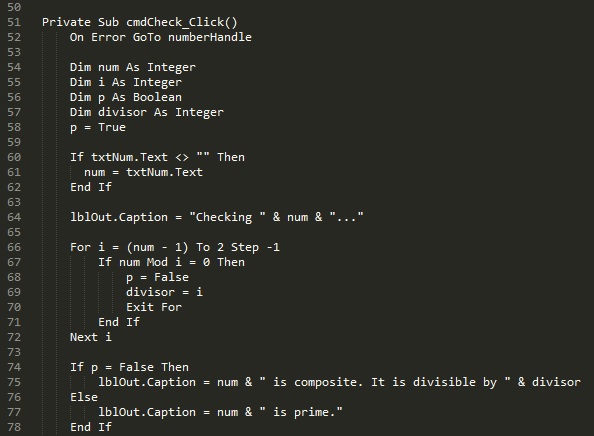 50
51 Private Sub cmdCheck_Click()
52 On Error GoTo numberHandle
53
54 Dim num As Integer
55 Dim i As Integer
56 Dim p As Boolean
57 Dim divisor As Integer
58 p = True
59
60 If txtNum.Text <> "" Then
61 num = txtNum.Text
62 End If
63
64 lblOut.Caption = "Checking " & num & "..."
65
66 For i = (num - 1) To 2 Step -1
67 If num Mod i = 0 Then
68 p = False
69 divisor = i
70 Exit For
71 End If
72 Next i
73
74 If p = False Then
75 lblOut.Caption = num & " is composite. It is divisible by " & divisor
76 Else
77 lblOut.Caption = num & " is prime."
78 End If